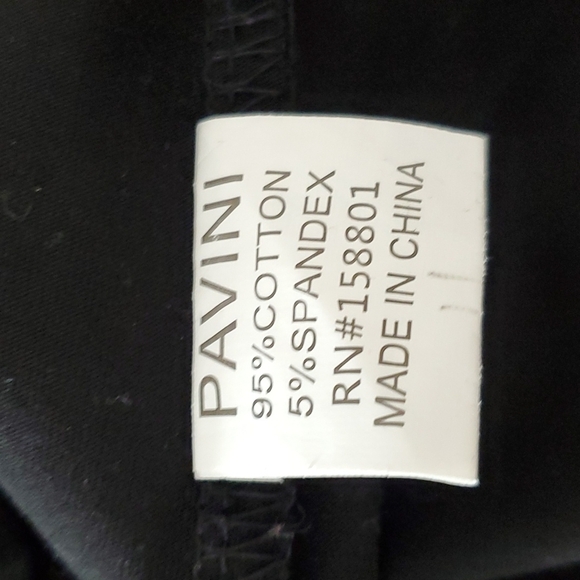 PAVINI
95%COTTON
5%SPANDEX
RN#158801
MADE IN CHINA